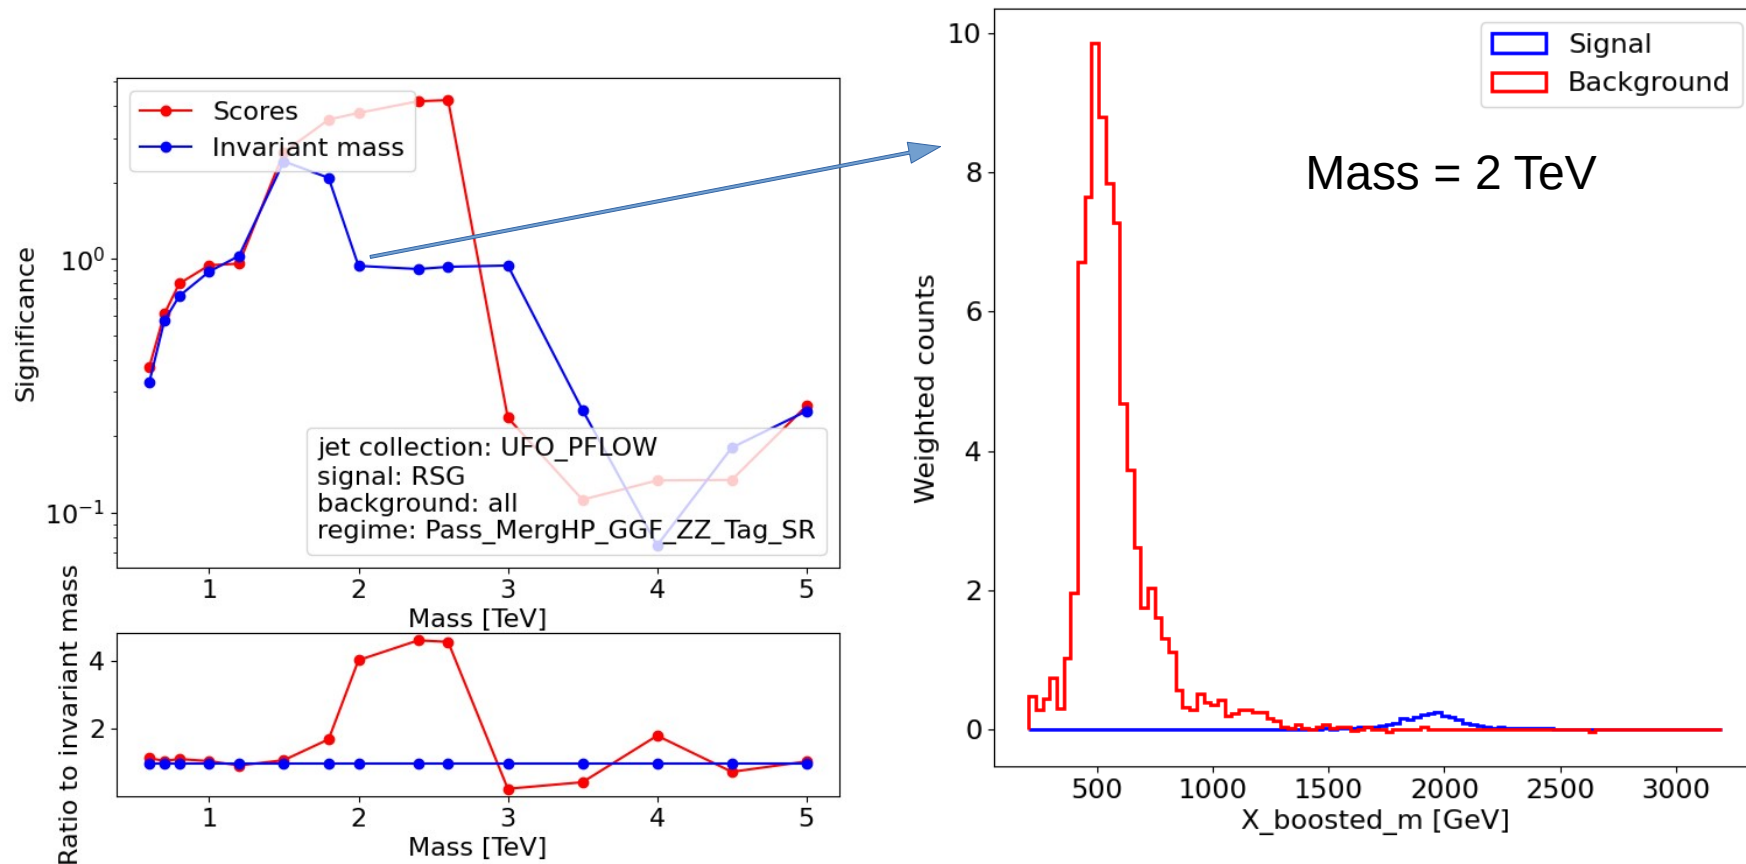 Scores
Invariant mass
Significance
10⁰
10⁻¹
jet collection: UFO_PFLOW
signal: RSG
background: all
regime: Pass_MergHP_GGF_ZZ_Tag_SR
1 2 3 4 5
Mass [TeV]
Ratio to invariant mass
4
2
1 2 3 4 5
Mass [TeV]
Signal
Background
Mass = 2 TeV
Weighted counts
10
8
6
4
2
0
500 1000 1500 2000 2500 3000
X_boosted_m [GeV]